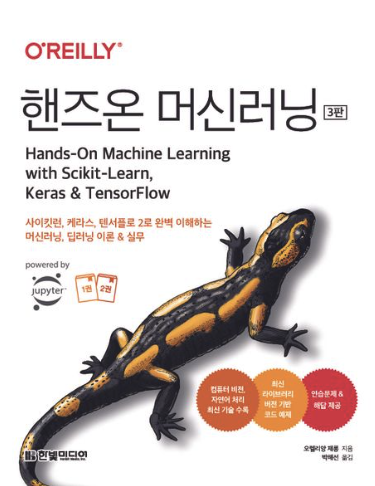 O'REILLY®
핸즈온 머신러닝 3판
Hands-On Machine Learning
with Scikit-Learn,
Keras & TensorFlow
사이킷런, 케라스, 텐서플로 2로 완벽 이해하는
머신러닝, 딥러닝 이론 & 실무
powered by
jupyter
1권
2권
컴퓨터 비전,
자연어 처리
최신 기술 수록
최신
라이브러리
버전 기반
코드 예제
연습문제 &
해답 제공
한빛미디어
Hanbit Media, Inc.
오렐리앙 제롱 지음
박해선 옮김